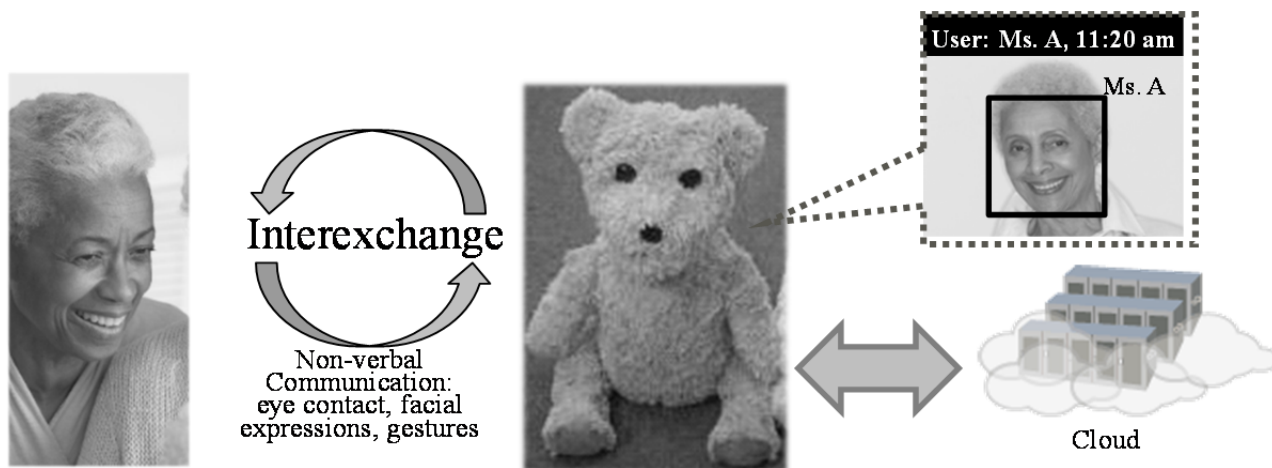 User: Ms. A, 11:20 am
Ms. A
Interexchange
Non-verbal
Communication:
eye contact, facial
expressions, gestures
Cloud